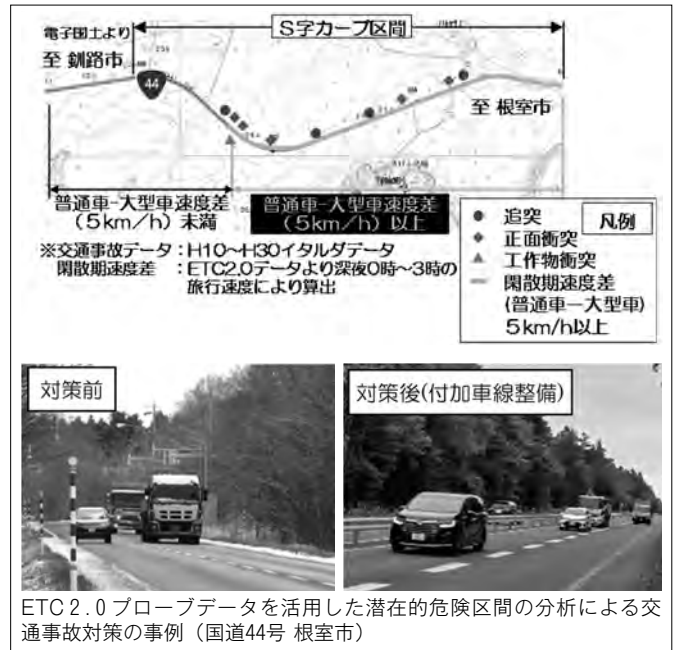 電子国土より
S字カーブ区間
至 釧路市
44
至 根室市
普通車-大型車速度差
(5km/h)未満
普通車-大型車速度差
(5km/h)以上
※交通事故データ：H10～H30イタルダデータ
閑散期速度差 ：ETC2.0データより深夜0時～3時の
旅行速度により算出
凡例
追突
正面衝突
工作物衝突
閑散期速度差
(普通車ー大型車)
5km/h以上
対策前
対策後(付加車線整備)
ETC２.０プローブデータを活用した潜在的危険区間の分析による交
通事故対策の事例（国道44号 根室市）